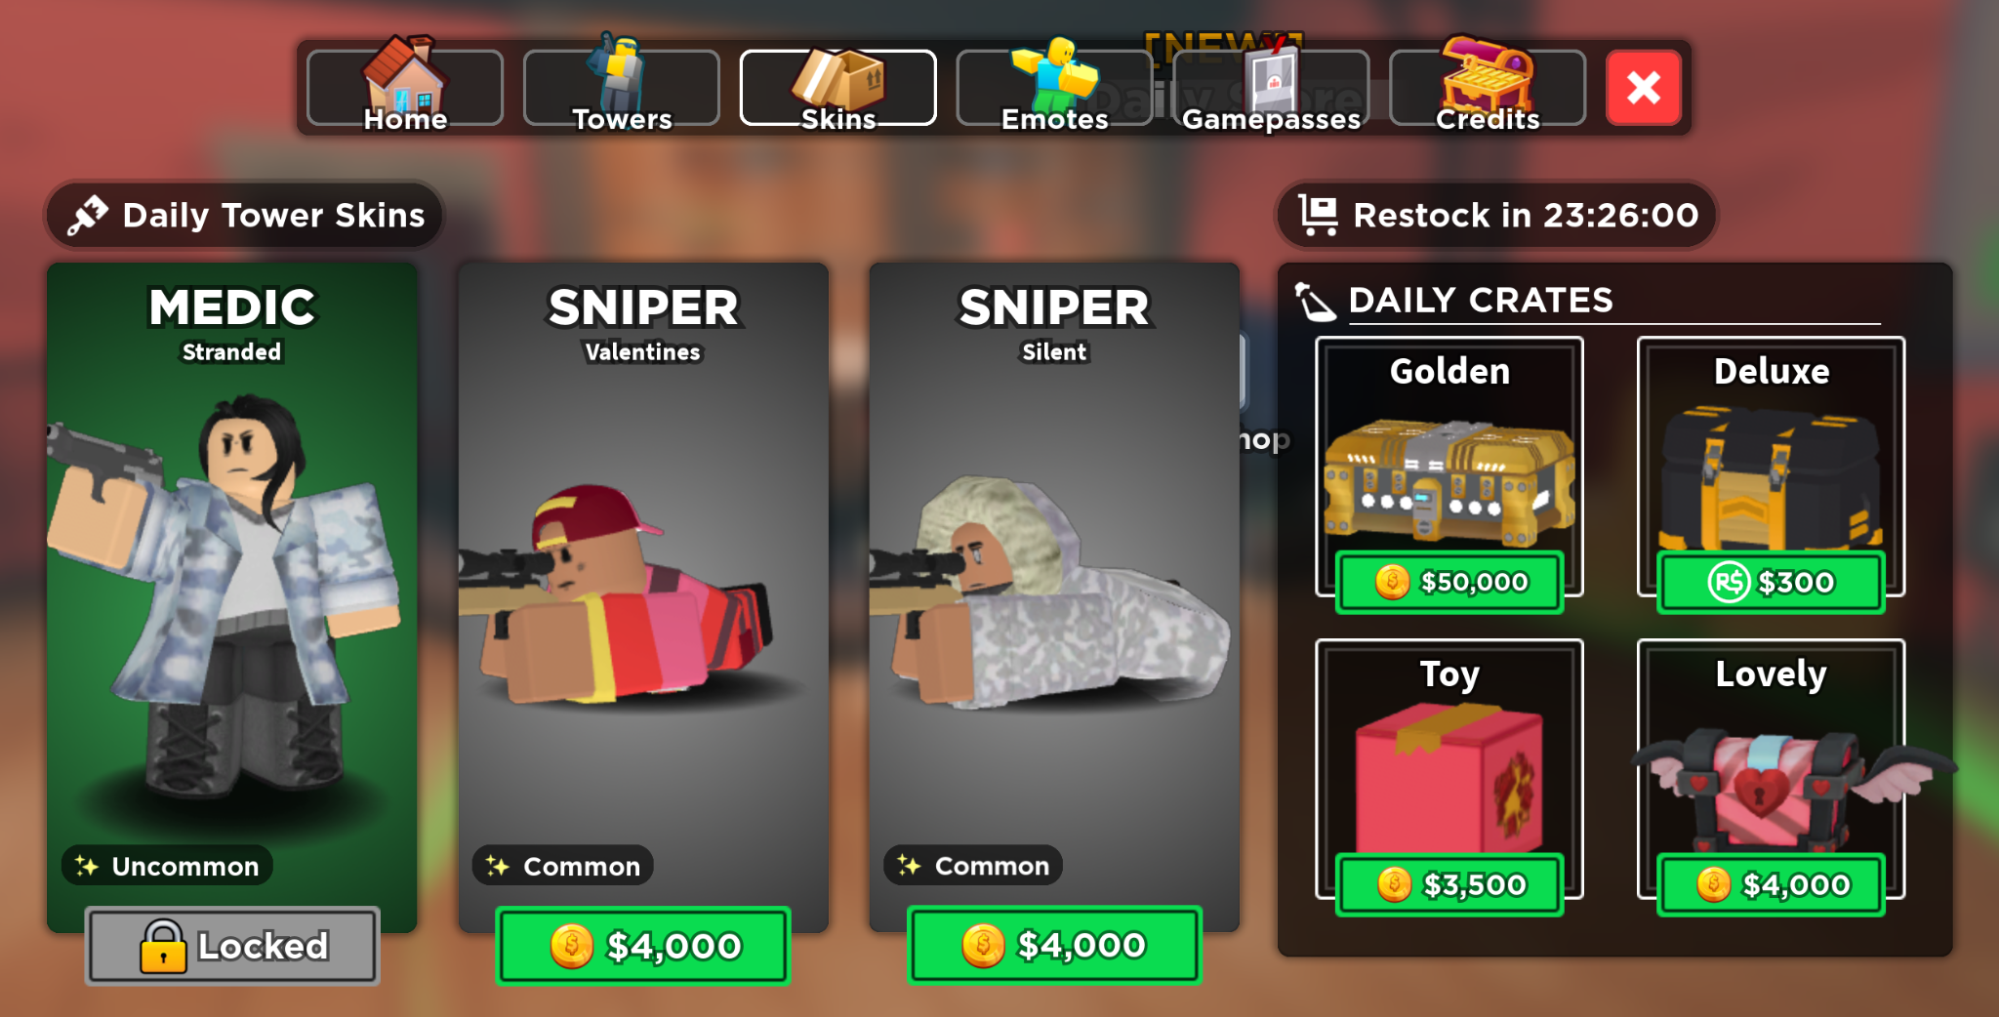 [NEW]
Home
Towers
Skins
Emotes
Gamepasses
Credits
Daily Tower Skins
Restock in 23:26:00
MEDIC
Stranded
Uncommon
Locked
SNIPER
Valentines
Common
$4,000
SNIPER
Silent
Common
$4,000
DAILY CRATES
Golden
$50,000
Deluxe
R$ $300
Toy
$3,500
Lovely
$4,000